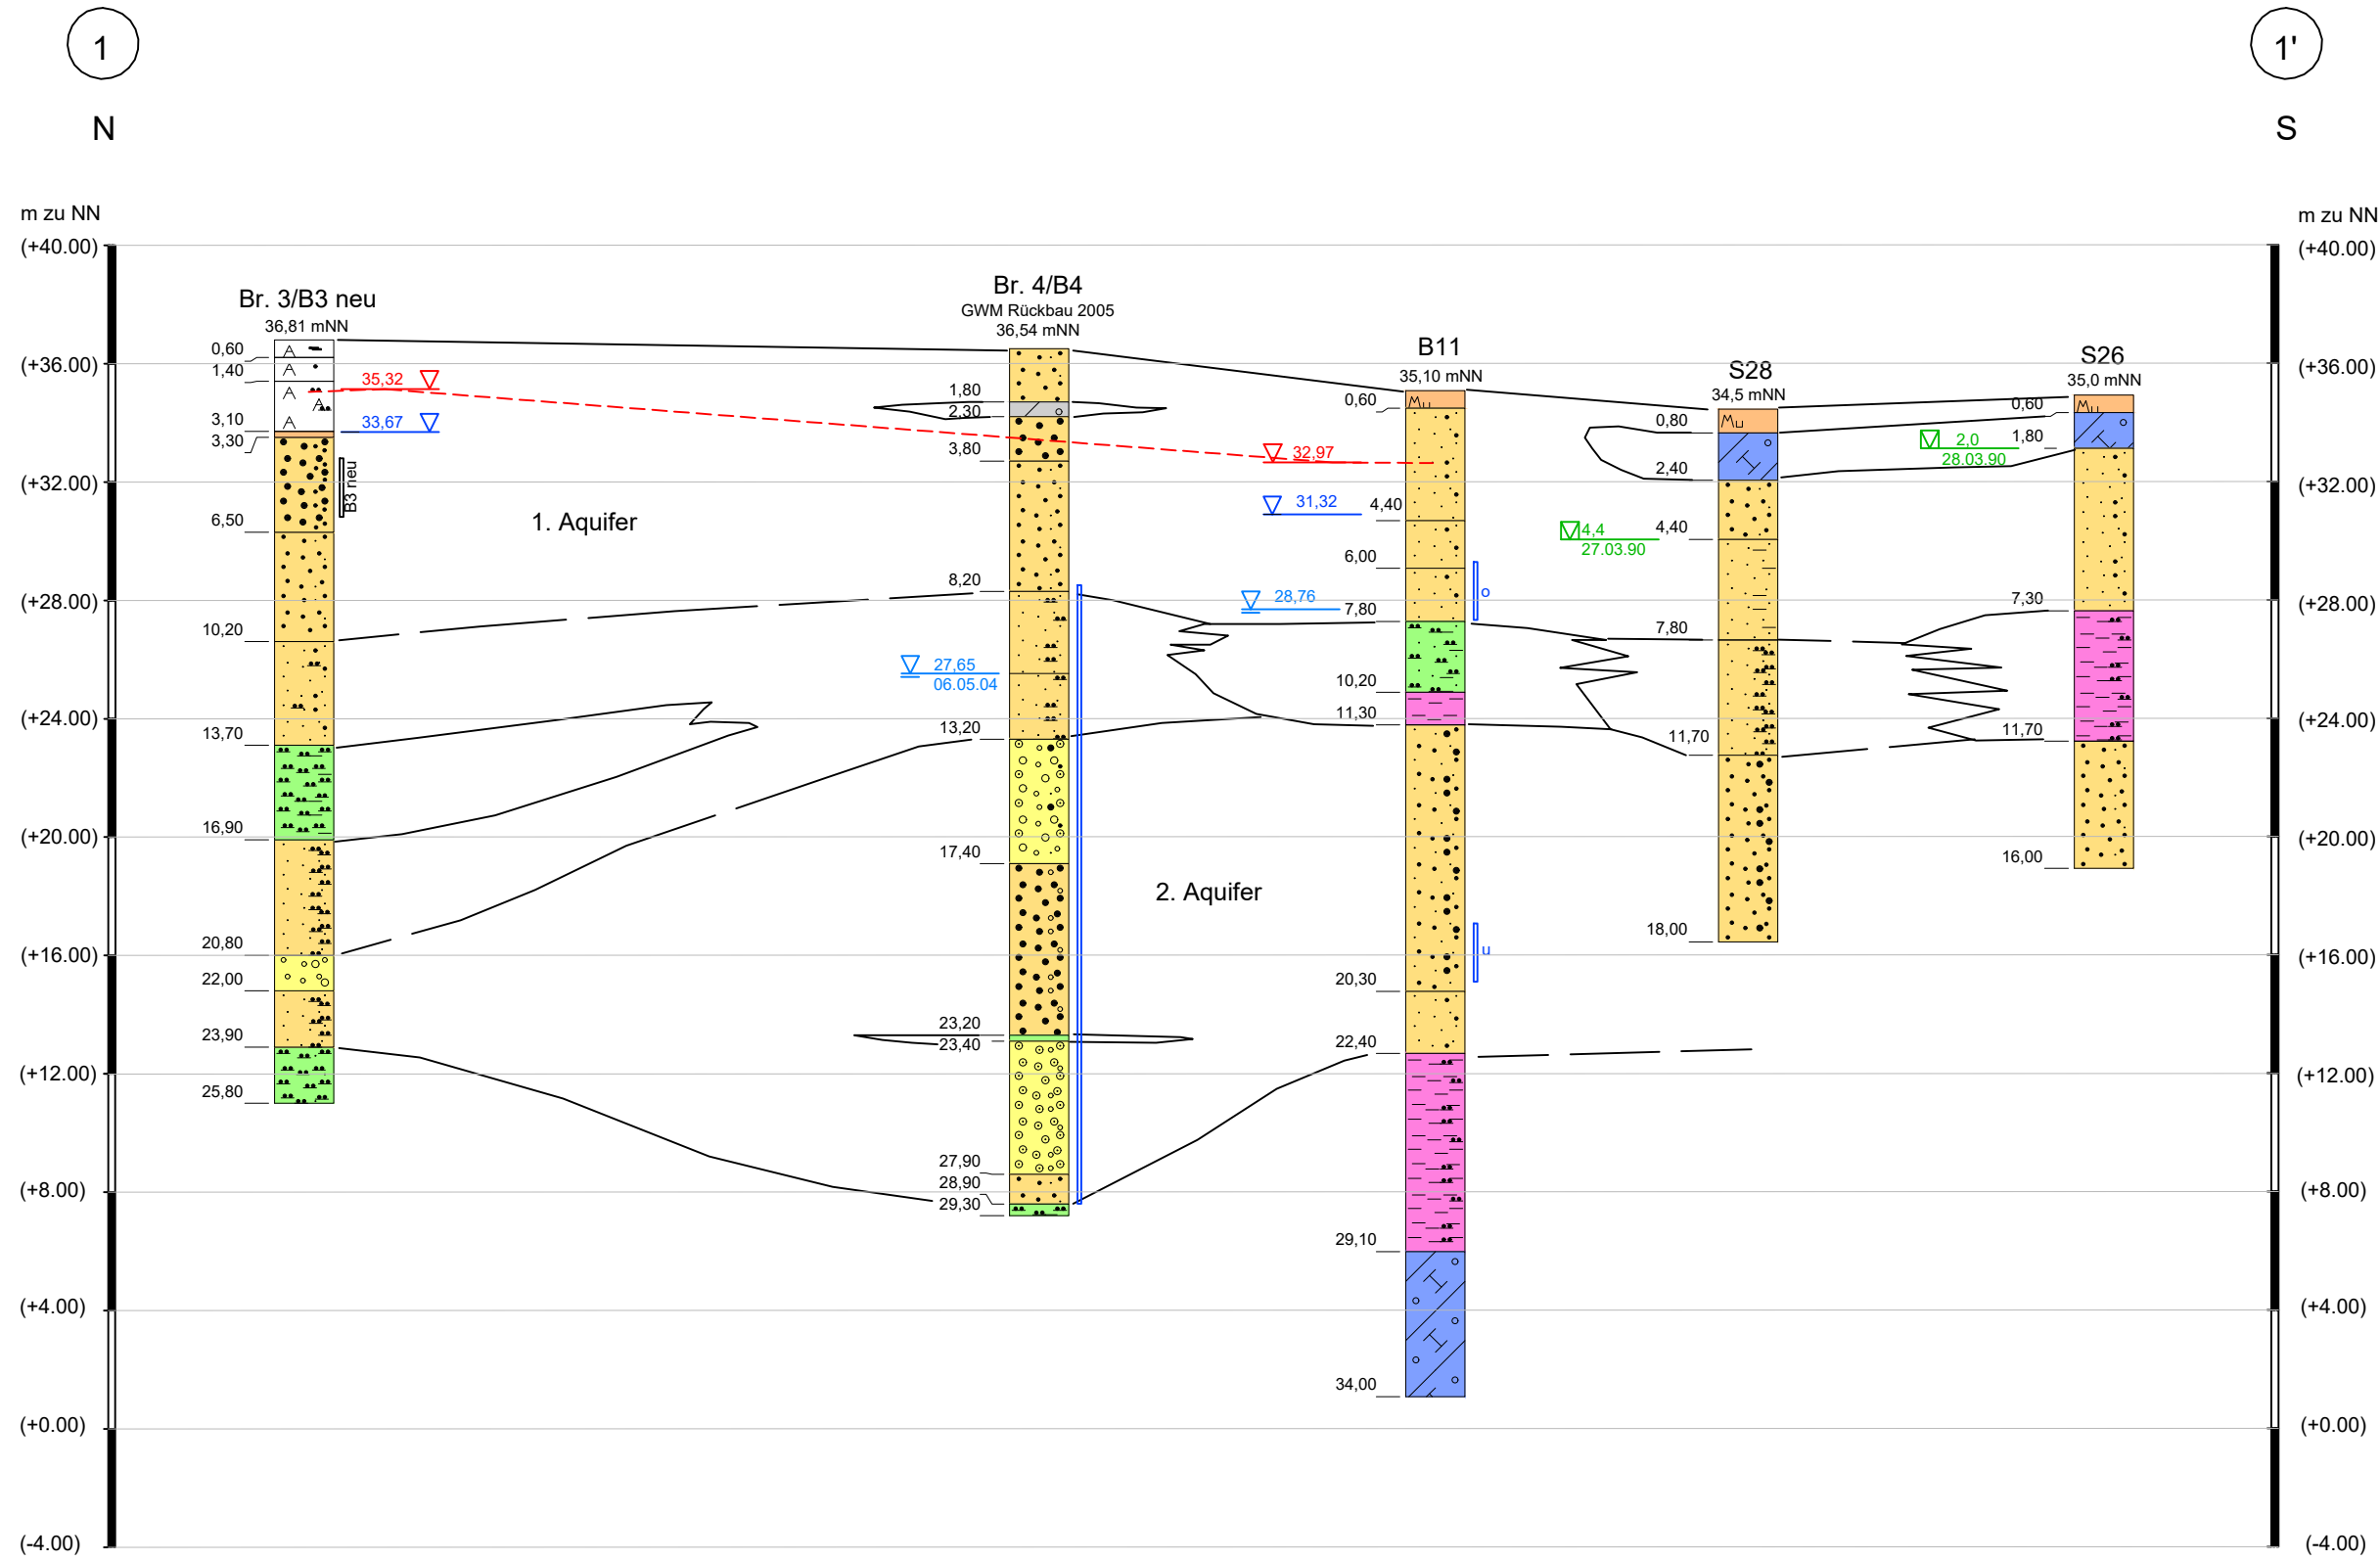 1
1'
N
S
m zu NN
m zu NN
(+40.00)
(+40.00)
(+36.00)
(+36.00)
(+32.00)
(+32.00)
(+28.00)
(+28.00)
(+24.00)
(+24.00)
(+20.00)
(+20.00)
(+16.00)
(+16.00)
(+12.00)
(+12.00)
(+8.00)
(+8.00)
(+4.00)
(+4.00)
(+0.00)
(+0.00)
(-4.00)
(-4.00)
Br. 3/B3 neu
36,81 mNN
0,60
1,40
3,10
3,30
6,50
10,20
13,70
16,90
20,80
22,00
23,90
25,80
A
A
A
A
A
35,32
33,67
B3 neu
1. Aquifer
Br. 4/B4
GWM Rückbau 2005
36,54 mNN
1,80
2,30
3,80
8,20
27,65
06.05.04
13,20
17,40
23,20
23,40
27,90
28,90
29,30
2. Aquifer
B11
35,10 mNN
Mu
0,60
32,97
31,32
4,40
6,00
28,76
7,80
10,20
11,30
20,30
22,40
29,10
34,00
o
u
S28
34,5 mNN
Mu
0,80
2,40
4,4
27.03.90
4,40
7,80
11,70
18,00
S26
35,0 mNN
Mu
0,60
2,0
28.03.90
1,80
7,30
11,70
16,00